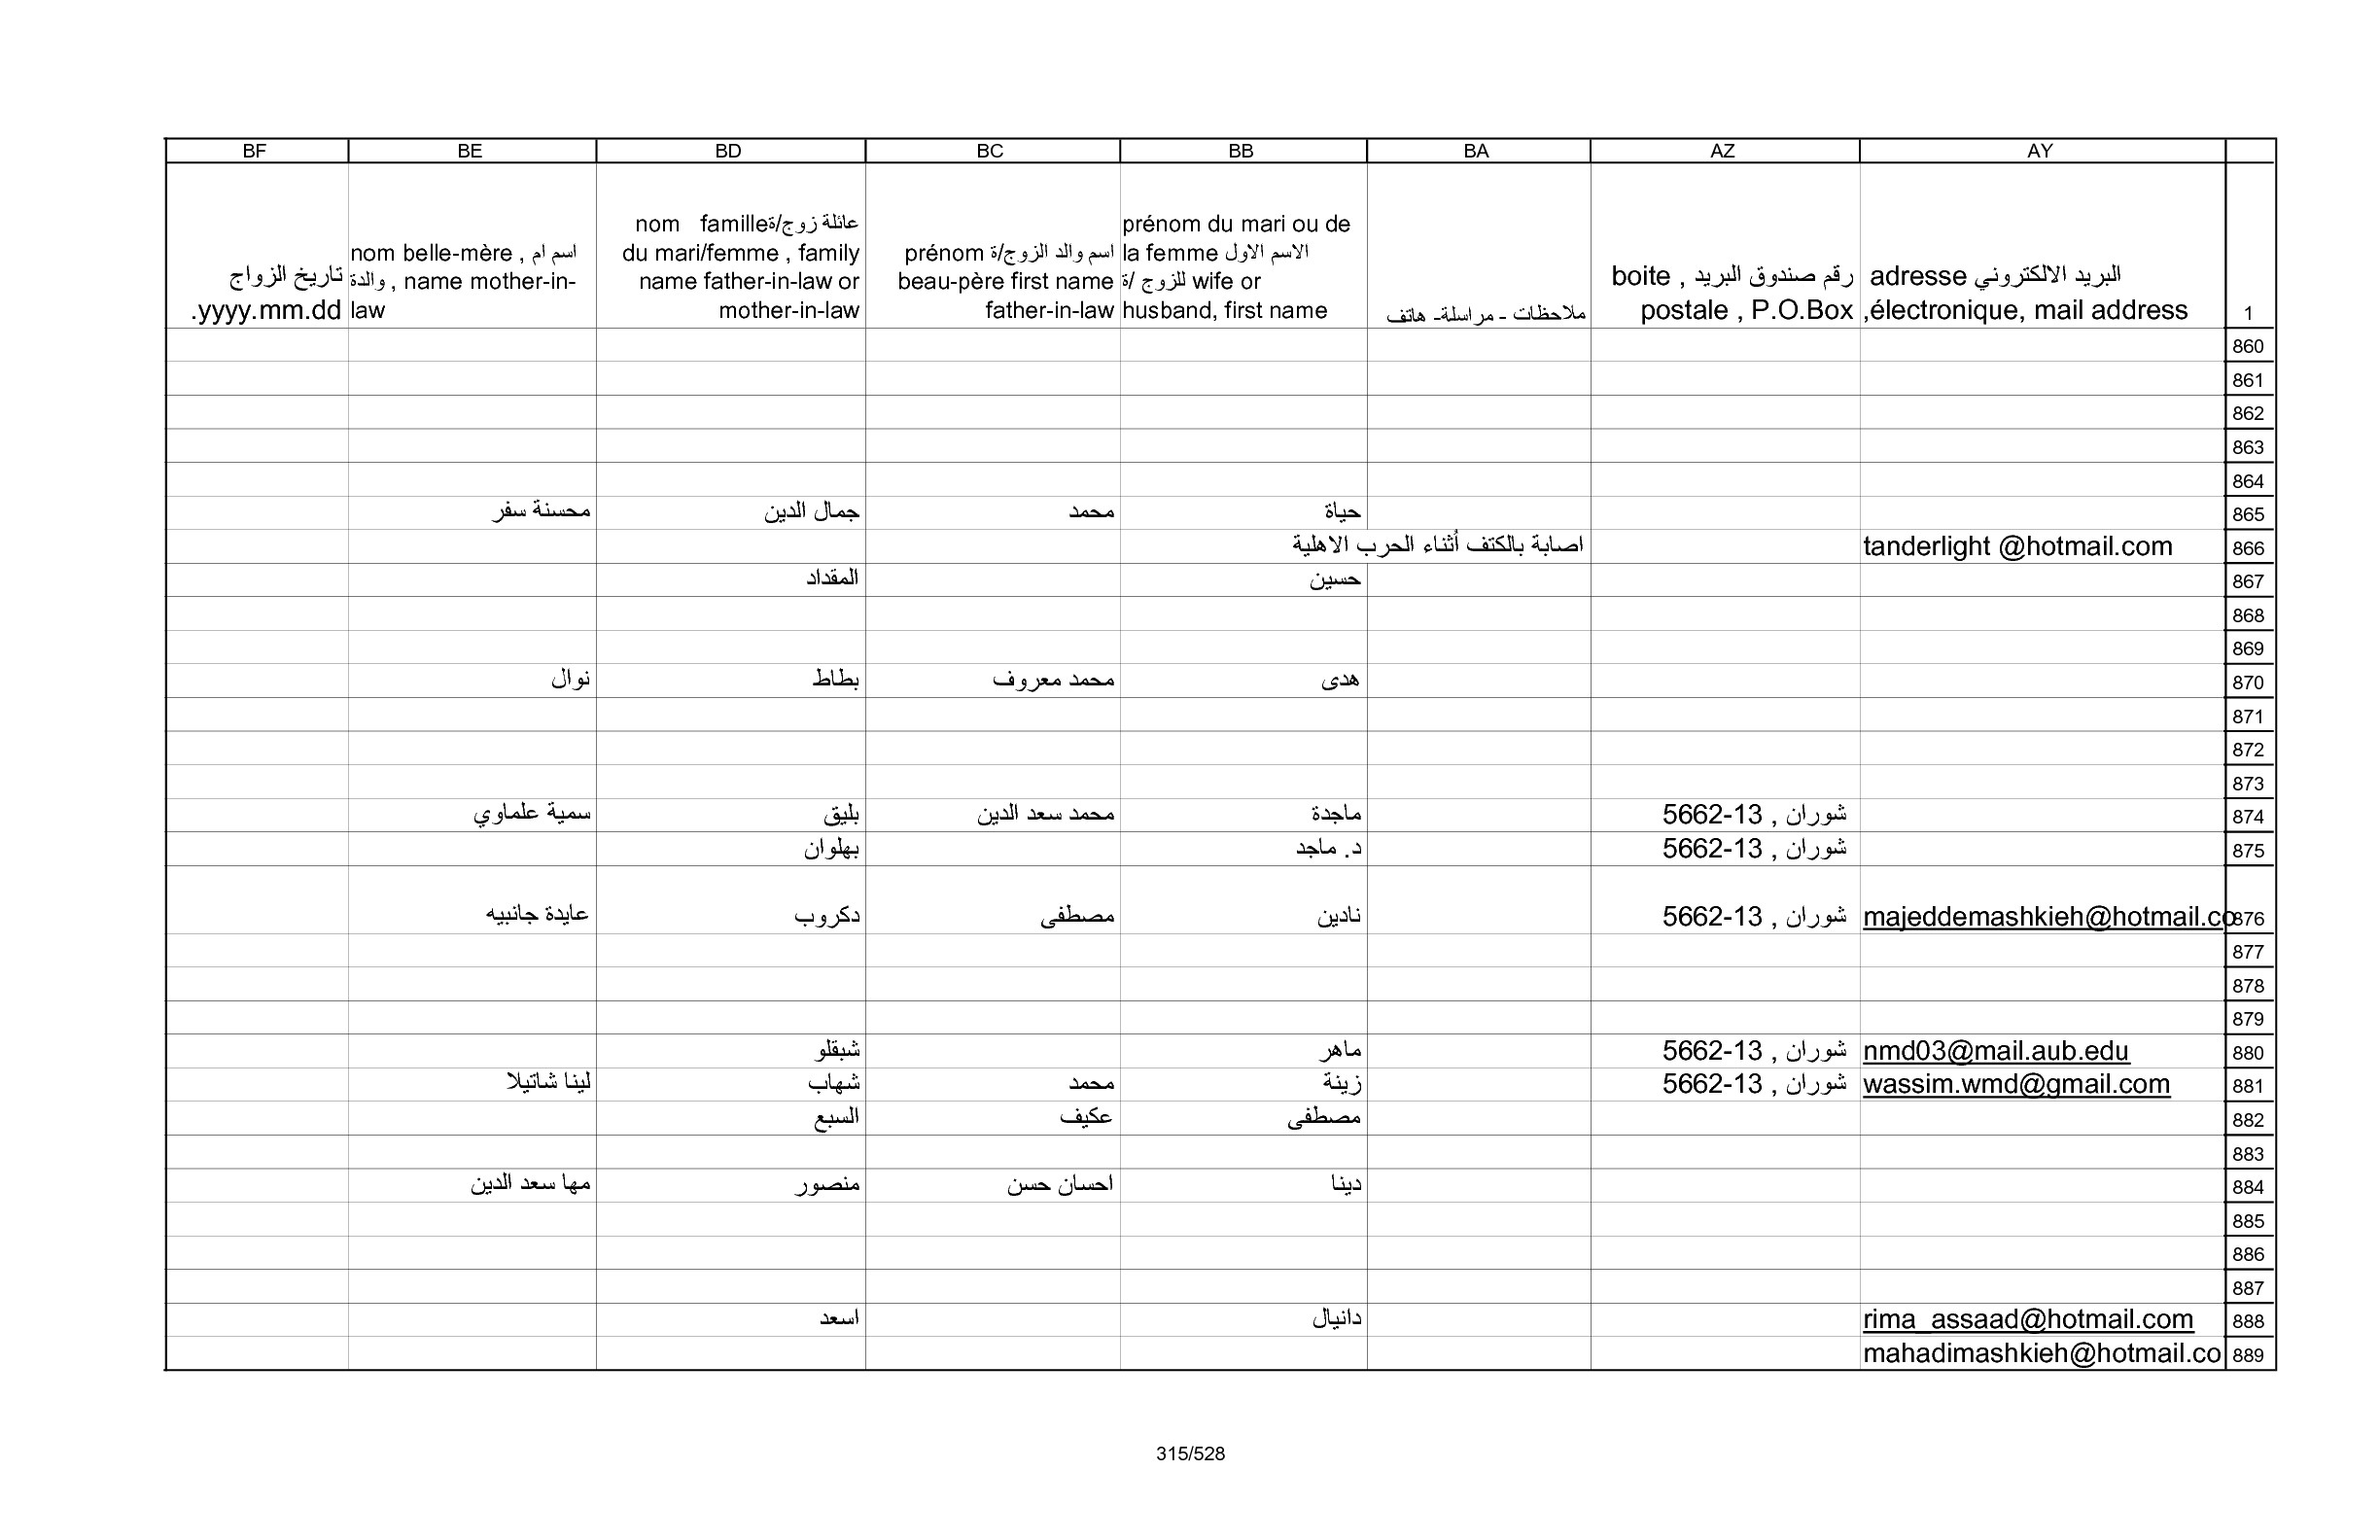 BF BE BD BC BB BA AZ AY
البريد الالكتروني adresse électronique, mail address,
رقم صندوق البريد , boite postale , P.O.Box
ملاحظات - مراسلة- هاتف
prénom du mari ou de
la femme الاسم الاول
للزوج /ة wife or
husband, first name
اسم والد الزوج/ة prénom
beau-père first name
father-in-law
عائلة زوج/ة nom famille
du mari/femme , family
name father-in-law or
mother-in-law
nom belle-mère , اسم ام
والدة , name mother-in-
law
تاريخ الزواج
yyyy.mm.dd.
1
860
861
862
863
864
865 حياة محمد جمال الدين محسنة سفر
866 tanderlight @hotmail.com اصابة بالكتف أثناء الحرب الاهلية
867 حسين المقداد
868
869
870 هدى محمد معروف بطاط نوال
871
872
873
874 شوران , 13-5662 ماجدة محمد سعد الدين بليق سمية علماوي
875 شوران , 13-5662 د. ماجد بهلوان
876 majeddemashkieh@hotmail.co شوران , 13-5662 نادين مصطفى دكروب عايدة جانبيه
877
878
879
880 nmd03@mail.aub.edu شوران , 13-5662 ماهر شبقلو
881 wassim.wmd@gmail.com شوران , 13-5662 زينة محمد شهاب لينا شاتيلا
882 مصطفى عكيف السبع
883
884 دينا احسان حسن منصور مها سعد الدين
885
886
887
888 rima_assaad@hotmail.com دانيال اسعد
889 mahadimashkieh@hotmail.co
315/528